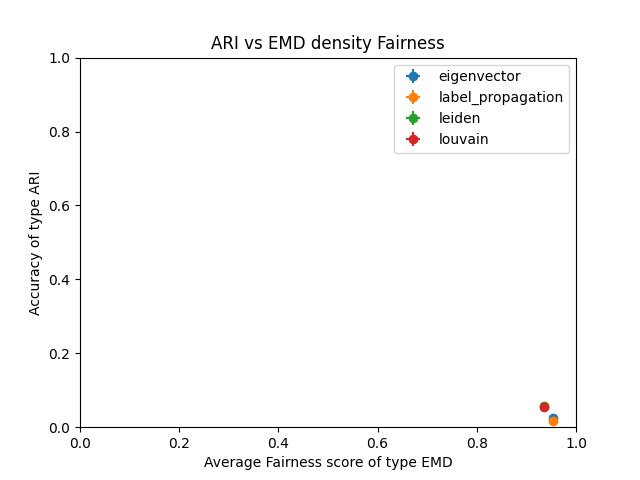 ARI vs EMD density Fairness
1.0
0.8
0.6
0.4
0.2
0.0
Accuracy of type ARI
eigenvector
label_propagation
leiden
louvain
0.0 0.2 0.4 0.6 0.8 1.0
Average Fairness score of type EMD